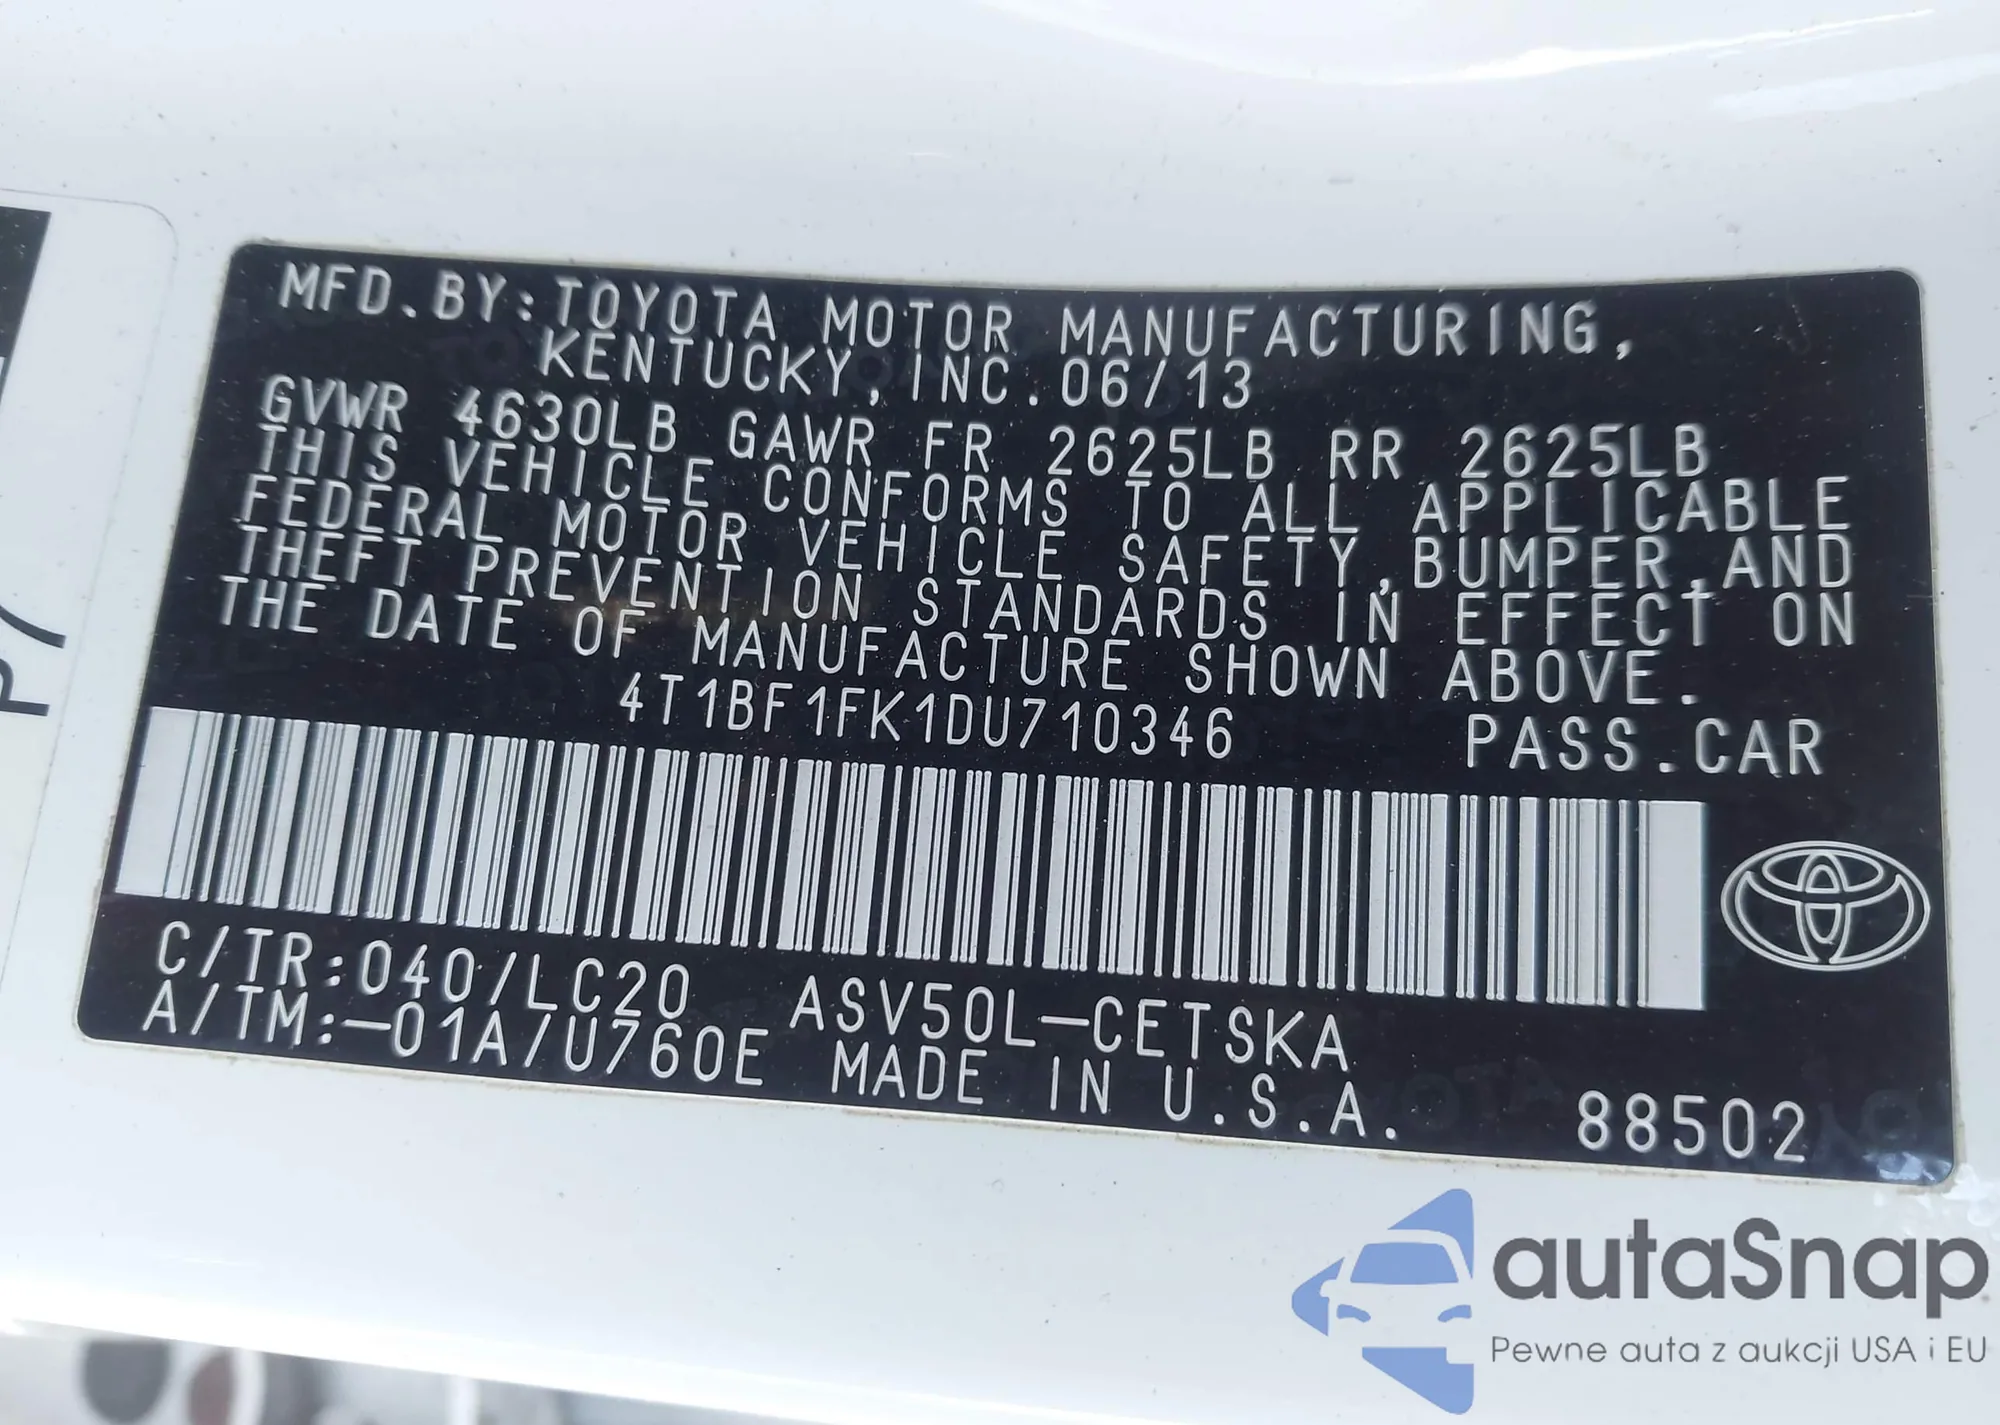 MFD.BY:TOYOTA MOTOR MANUFACTURING,
KENTUCKY,INC.06/13
GVWR 4630LB GAWR FR 2625LB RR 2625LB
THIS VEHICLE CONFORMS TO ALL APPLICABLE
FEDERAL MOTOR VEHICLE SAFETY,BUMPER,AND
THEFT PREVENTION STANDARDS IN EFFECT ON
THE DATE OF MANUFACTURE SHOWN ABOVE.
4T1BF1FK1DU710346 PASS.CAR
C/TR:040/LC20 ASV50L-CETSKA
A/TM:-01A/U760E MADE IN U.S.A. 88502
autaSnap
Pewne auta z aukcji USA i EU